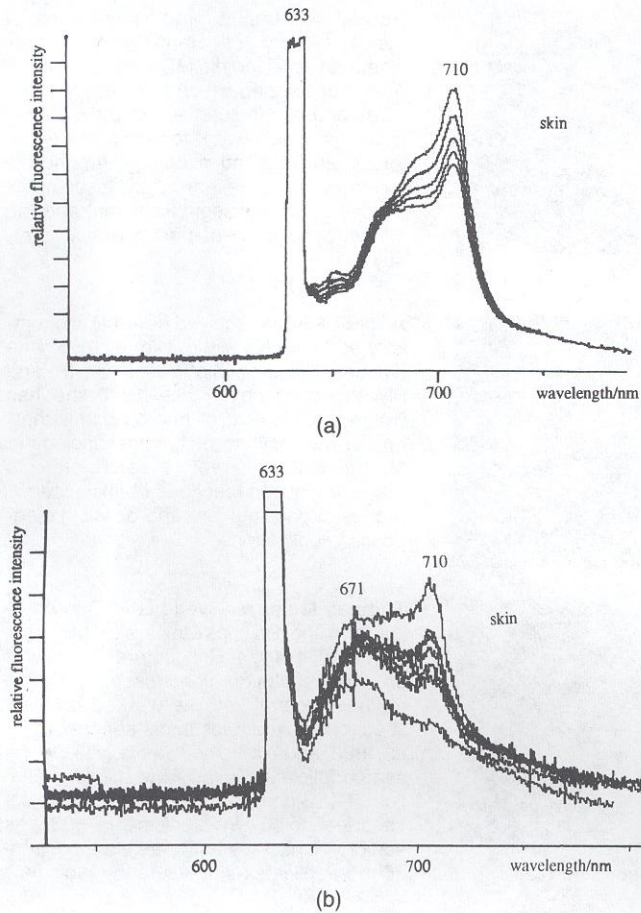 633
710
skin
relative fluorescence intensity
600
700
wavelength/nm
(a)
633
671
710
skin
relative fluorescence intensity
600
700
wavelength/nm
(b)